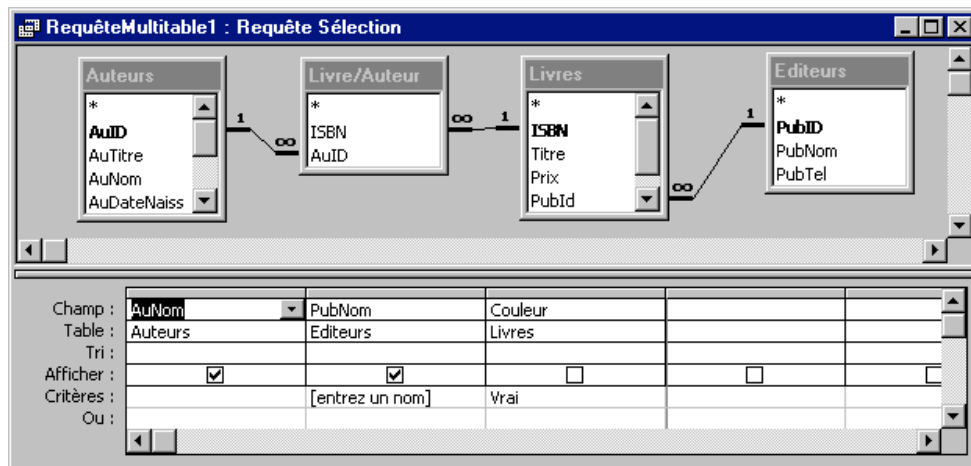 RequêteMultitable1 : Requête Sélection
Auteurs
*
AuID
AuTitre
AuNom
AuDateNaiss
1
∞
Livre/Auteur
*
ISBN
AuID
∞
1
Livres
*
ISBN
Titre
Prix
PubId
∞
1
Editeurs
*
PubID
PubNom
PubTel
Champ : AuNom PubNom Couleur
Table : Auteurs Editeurs Livres
Tri :
Afficher :
Critères : [entrez un nom] Vrai
Ou :